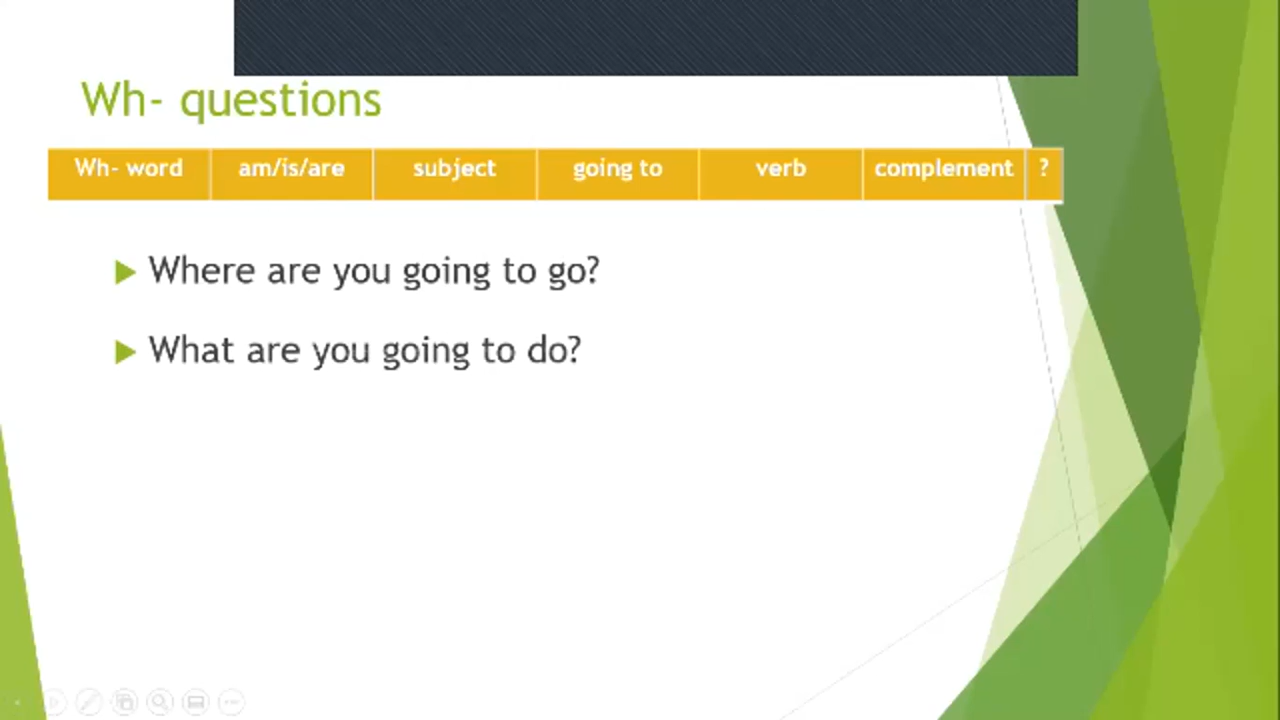 Wh- questions
Wh- word am/is/are subject going to verb complement ?
Where are you going to go?
What are you going to do?